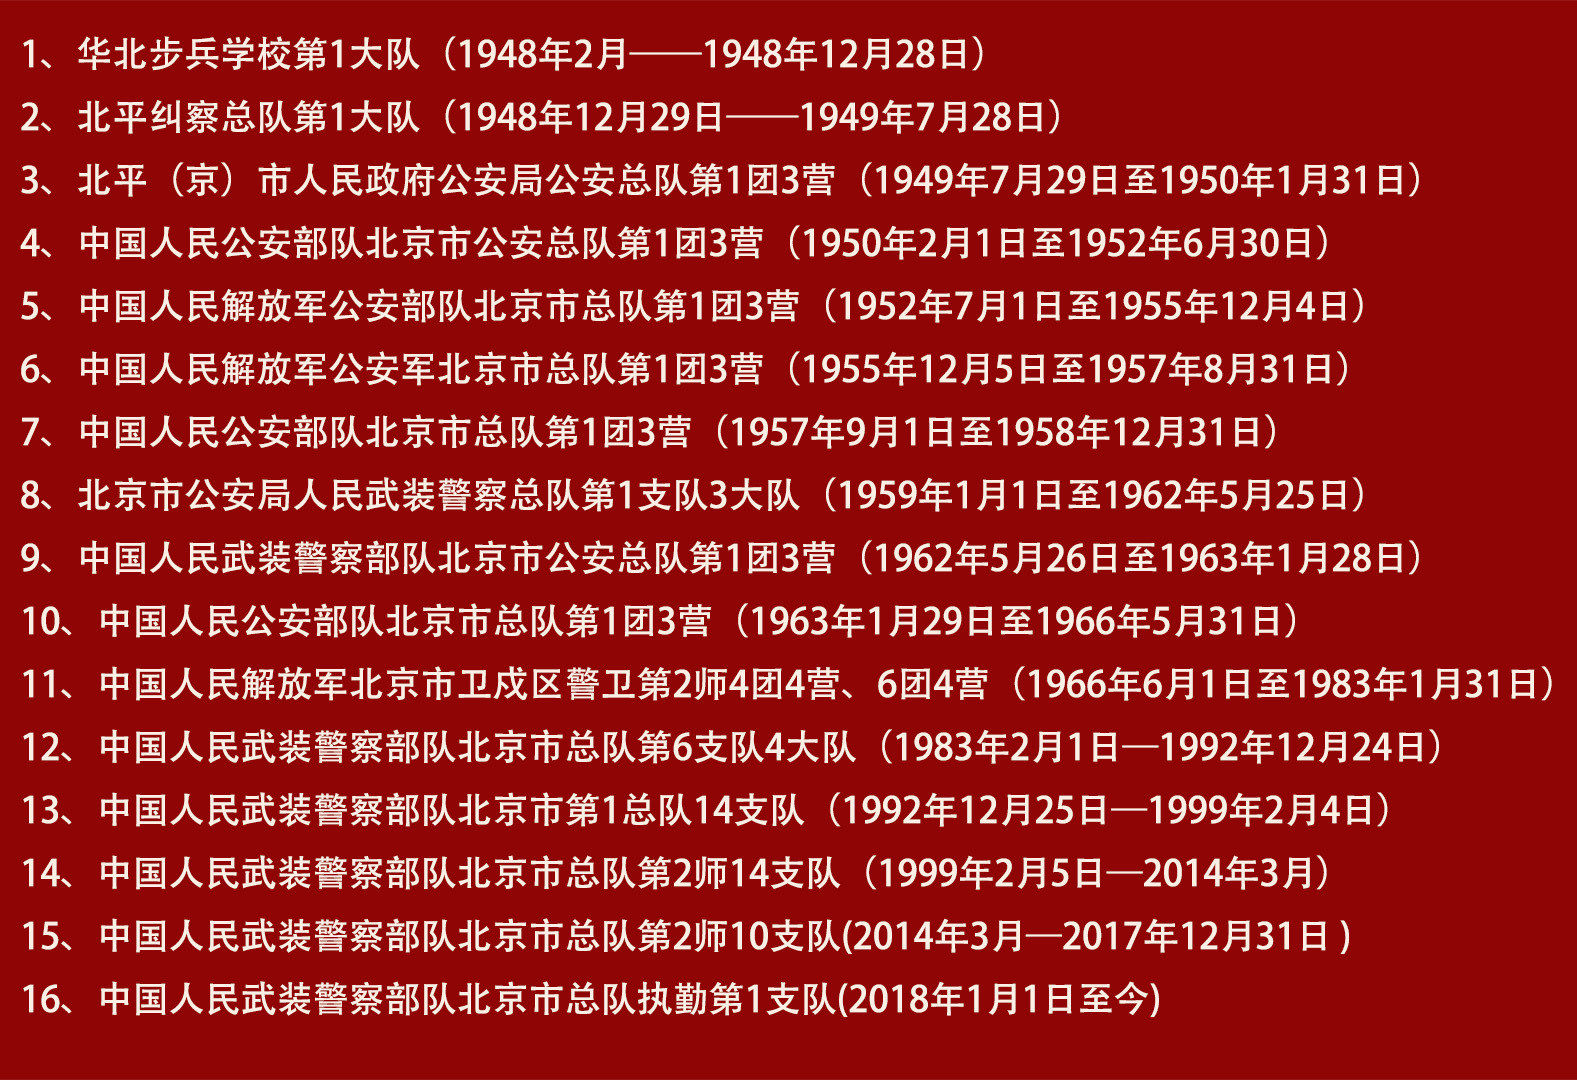 1、华北步兵学校第1大队（1948年2月——1948年12月28日）
2、北平纠察总队第1大队（1948年12月29日——1949年7月28日）
3、北平（京）市人民政府公安局公安总队第1团3营（1949年7月29日至1950年1月31日）
4、中国人民公安部队北京市公安总队第1团3营（1950年2月1日至1952年6月30日）
5、中国人民解放军公安部队北京市总队第1团3营（1952年7月1日至1955年12月4日）
6、中国人民解放军公安军北京市总队第1团3营（1955年12月5日至1957年8月31日）
7、中国人民公安部队北京市总队第1团3营（1957年9月1日至1958年12月31日）
8、北京市公安局人民武装警察总队第1支队3大队（1959年1月1日至1962年5月25日）
9、中国人民武装警察部队北京市公安总队第1团3营（1962年5月26日至1963年1月28日）
10、中国人民公安部队北京市总队第1团3营（1963年1月29日至1966年5月31日）
11、中国人民解放军北京市卫戍区警卫第2师4团4营、6团4营（1966年6月1日至1983年1月31日）
12、中国人民武装警察部队北京市总队第6支队4大队（1983年2月1日—1992年12月24日）
13、中国人民武装警察部队北京市第1总队14支队（1992年12月25日—1999年2月4日）
14、中国人民武装警察部队北京市总队第2师14支队（1999年2月5日—2014年3月）
15、中国人民武装警察部队北京市总队第2师10支队(2014年3月—2017年12月31日 )
16、中国人民武装警察部队北京市总队执勤第1支队(2018年1月1日至今)